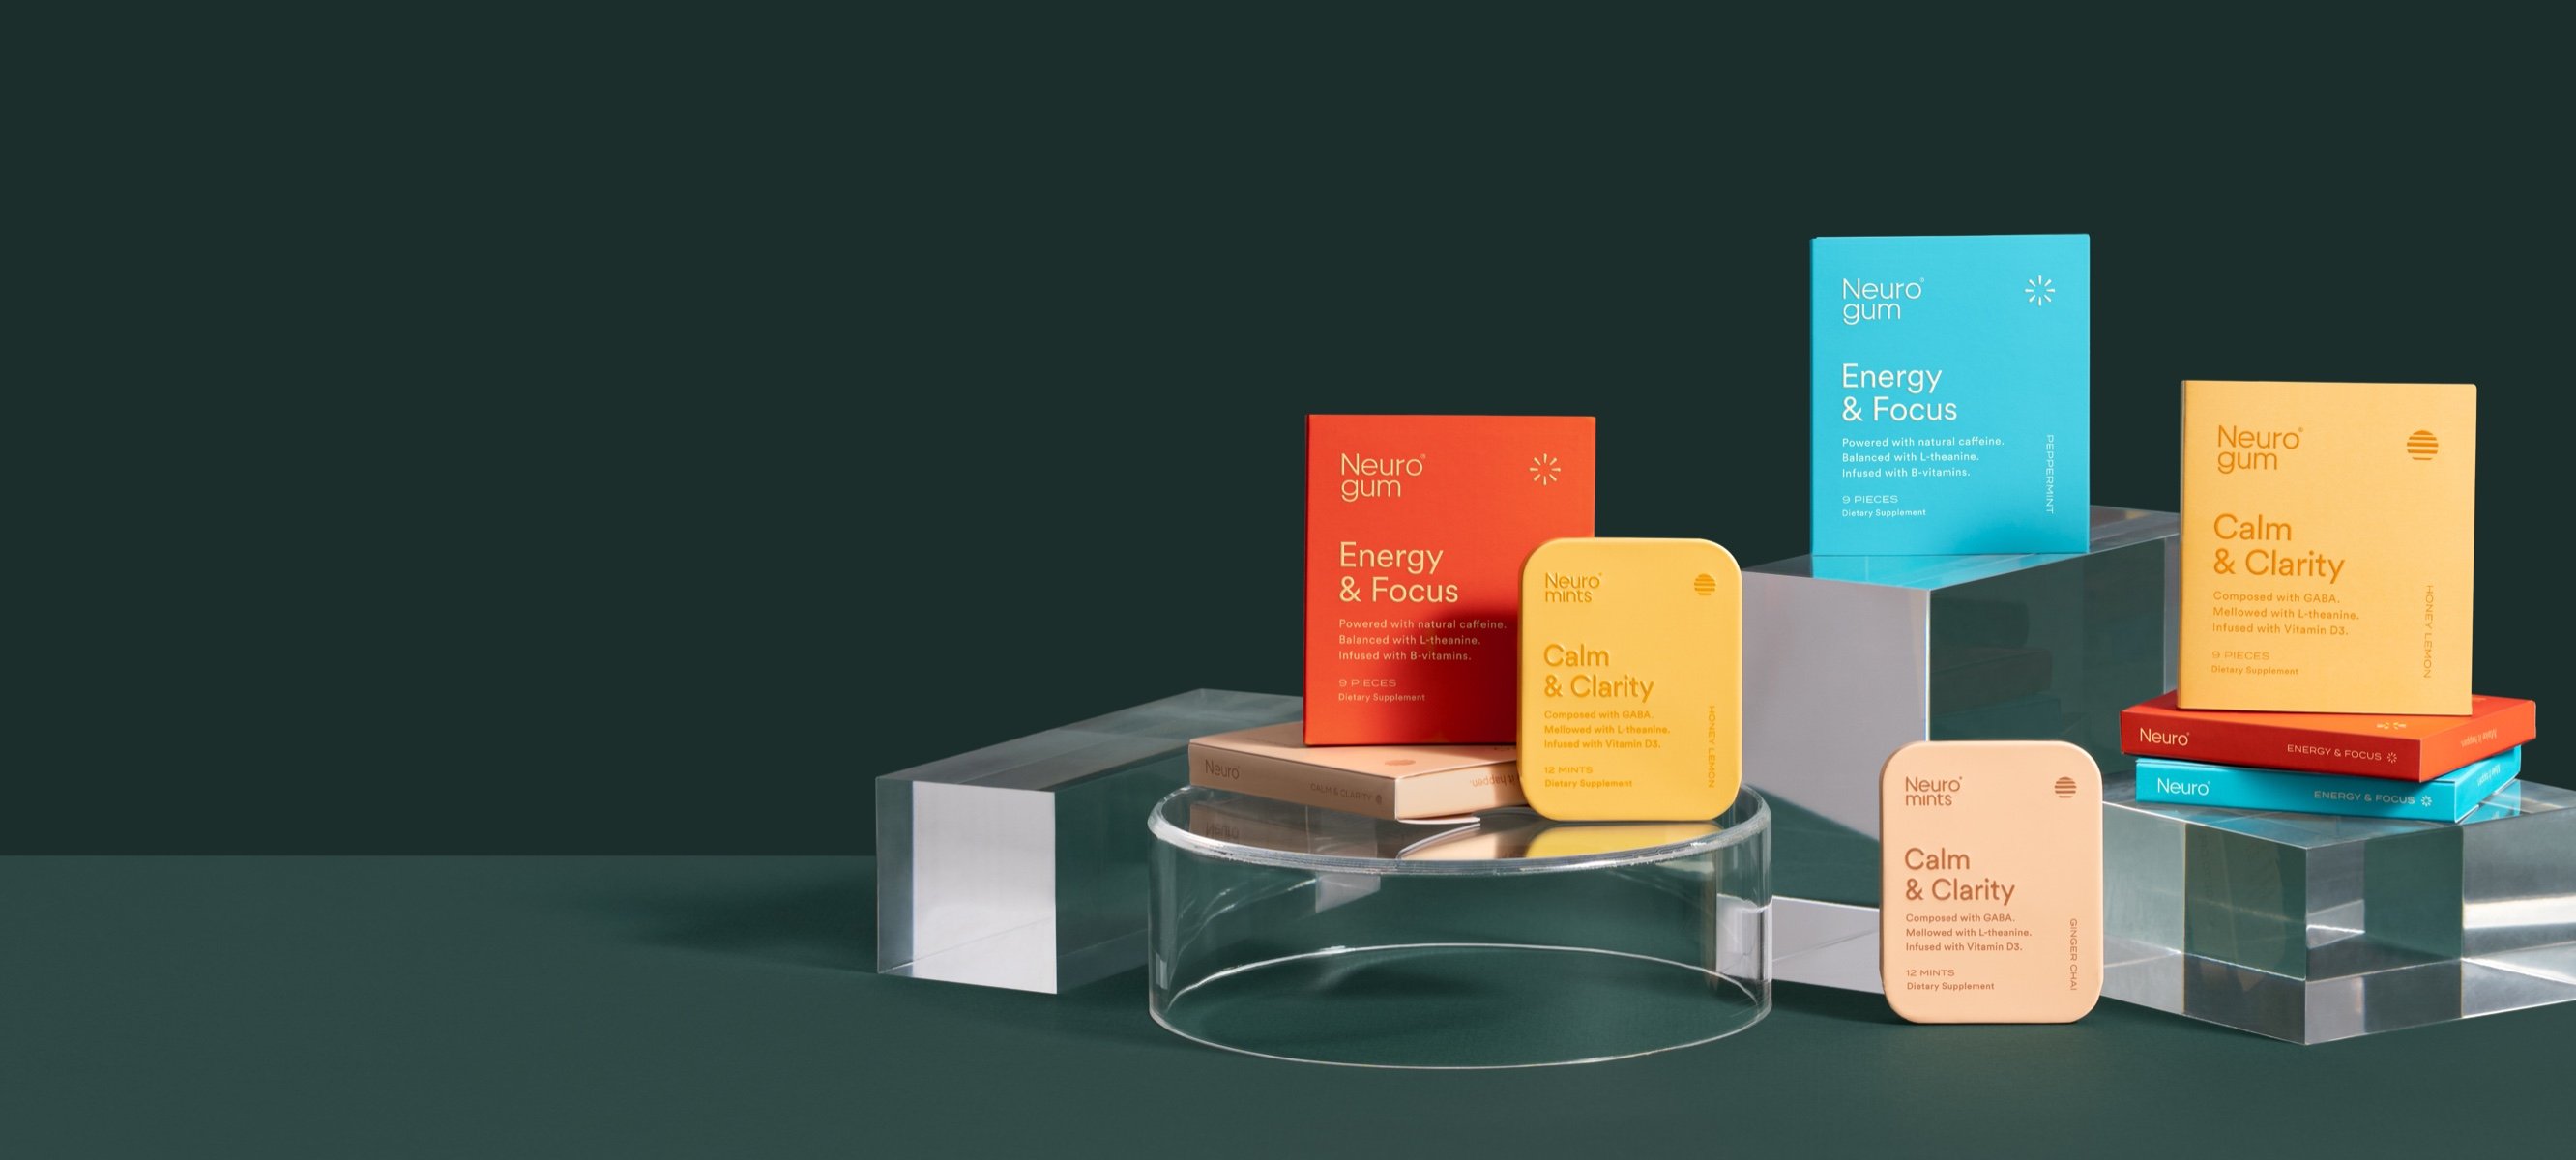 Neuro®
gum
Energy
& Focus
Powered with natural caffeine.
Balanced with L-theanine.
Infused with B-vitamins.
9 PIECES
Dietary Supplement
Neuro
CALM & CLARITY
it happen.
Neuro®
mints
Calm
& Clarity
Composed with GABA.
Mellowed with L-theanine.
Infused with Vitamin D3.
12 MINTS
Dietary Supplement
HONEY LEMON
Neuro®
gum
Energy
& Focus
Powered with natural caffeine.
Balanced with L-theanine.
Infused with B-vitamins.
9 PIECES
Dietary Supplement
PEPPERMINT
Neuro®
mints
Calm
& Clarity
Composed with GABA.
Mellowed with L-theanine.
Infused with Vitamin D3.
12 MINTS
Dietary Supplement
GINGER CHAI
Neuro®
gum
Calm
& Clarity
Composed with GABA.
Mellowed with L-theanine.
Infused with Vitamin D3.
9 PIECES
Dietary Supplement
HONEY LEMON
Neuro®
ENERGY & FOCUS
Make it happen.
Neuro®
ENERGY & FOCUS